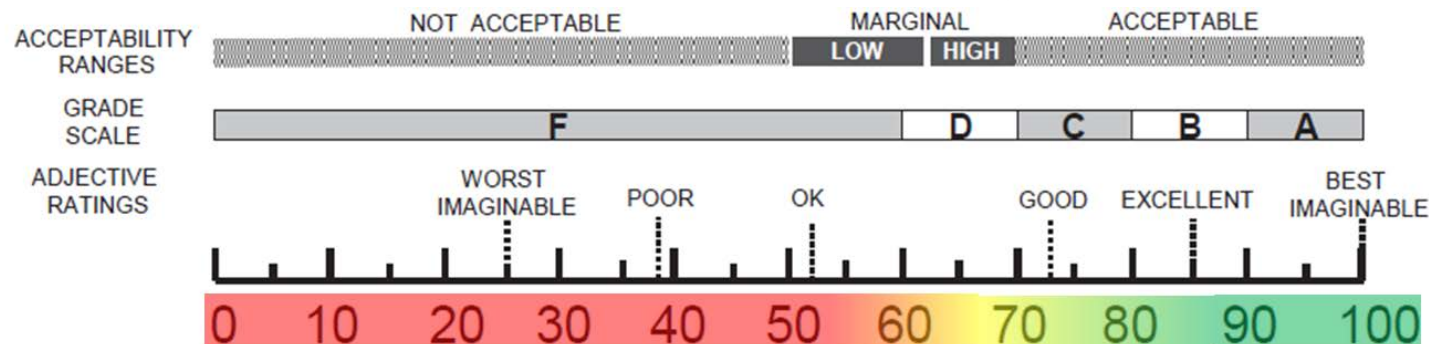 NOT ACCEPTABLE MARGINAL ACCEPTABLE
ACCEPTABILITY
RANGES
LOW HIGH
GRADE
SCALE
F D C B A
ADJECTIVE
RATINGS
WORST
IMAGINABLE
POOR
OK
GOOD
EXCELLENT
BEST
IMAGINABLE
0 10 20 30 40 50 60 70 80 90 100